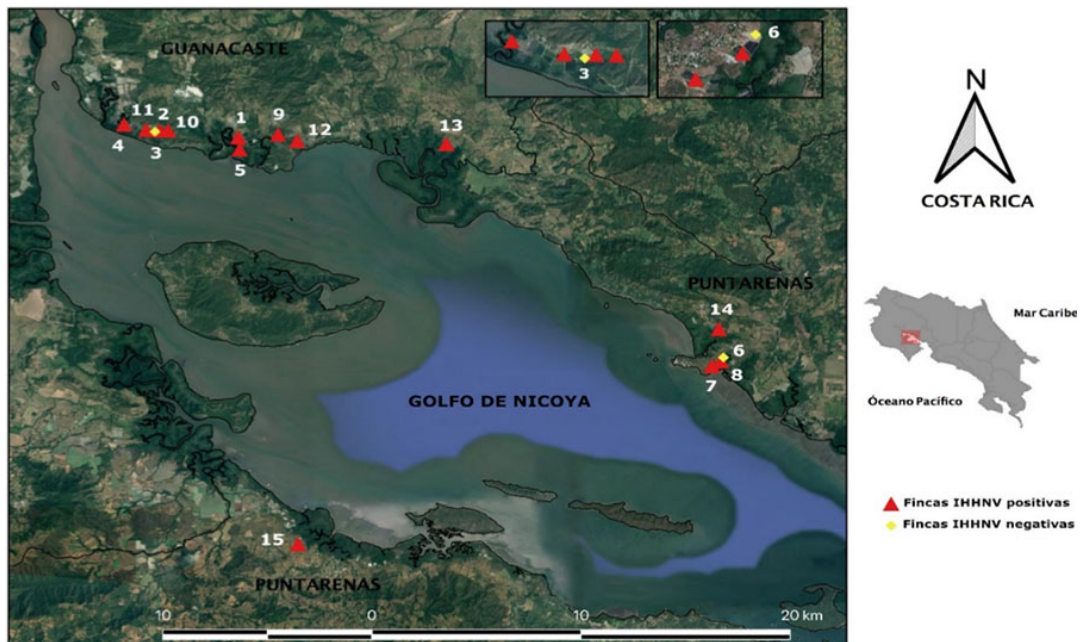 GUANACASTE
11 2 10
4 3
1
5
9
12
13
3
6
N
COSTA RICA
PUNTARENAS
14
6
7 8
GOLFO DE NICOYA
Mar Caribe
Óceano Pacífico
Fincas IHHNV positivas
Fincas IHHNV negativas
15
PUNTARENAS
10 0 10 20 km